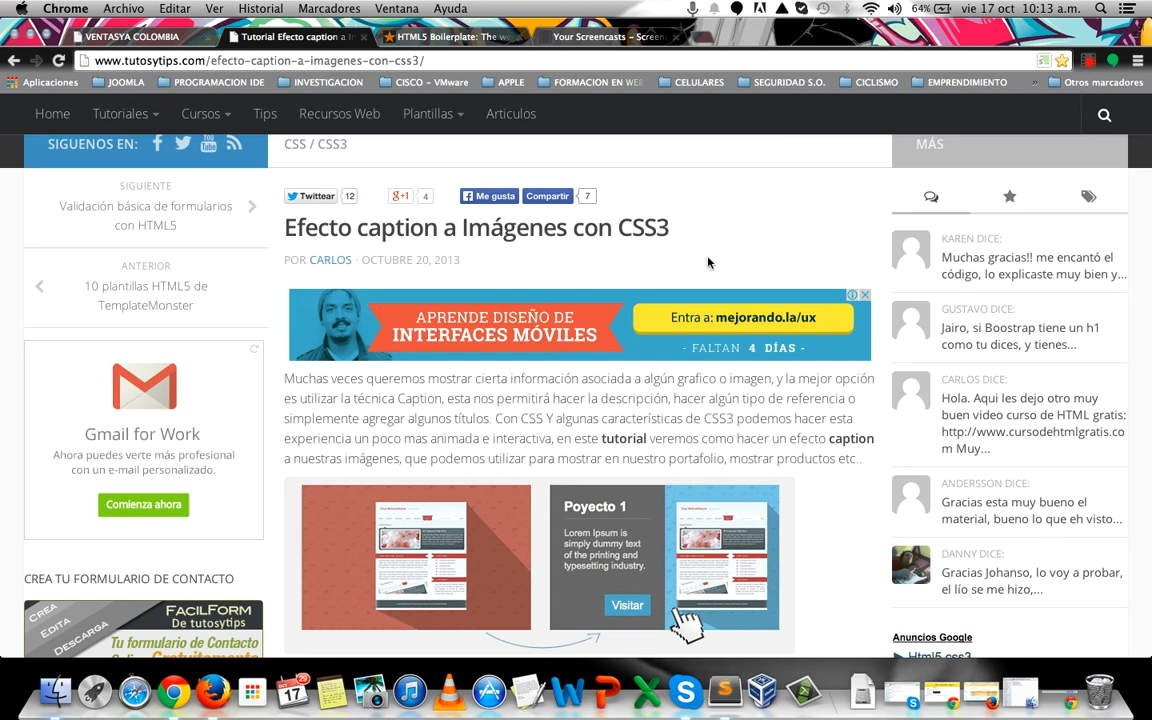 Chrome Archivo Editar Ver Historial Marcadores Ventana Ayuda 64% vie 17 oct 10:13 a.m.
VENTASYA COLOMBIA Tutorial Efecto caption a HTML5 Boilerplate: The Your Screencasts – Screen
www.tutosytips.com/efecto-caption-a-imagenes-con-css3/
Aplicaciones JOOMLA PROGRAMACION IDE INVESTIGACION CISCO – VMware APPLE FORMACION EN WEB CELULARES SEGURIDAD S.O. CICLISMO EMPRENDIMIENTO » Otros marcadores
Home Tutoriales Cursos Tips Recursos Web Plantillas Articulos
SIGUENOS EN:
SIGUIENTE
Validación básica de formularios
con HTML5
ANTERIOR
10 plantillas HTML5 de
TemplateMonster
Gmail for Work
Ahora puedes verte más profesional
con un e-mail personalizado.
Comienza ahora
CREA TU FORMULARIO DE CONTACTO
CREA
EDITA
DESCARGA
FACILFORM
De tutosytips
Tu formulario de Contacto
CSS / CSS3
Twittear 12 g+1 4 Me gusta Compartir 7
Efecto caption a Imágenes con CSS3
POR CARLOS · OCTUBRE 20, 2013
APRENDE DISEÑO DE
INTERFACES MÓVILES
Entra a: mejorando.la/ux
- FALTAN 4 DÍAS -
Muchas veces queremos mostrar cierta información asociada a algún grafico o imagen, y la mejor opción
es utilizar la técnica Caption, esta nos permitirá hacer la descripción, hacer algún tipo de referencia o
simplemente agregar algunos títulos. Con CSS Y algunas características de CSS3 podemos hacer esta
experiencia un poco mas animada e interactiva, en este tutorial veremos como hacer un efecto caption
a nuestras imágenes, que podemos utilizar para mostrar en nuestro portafolio, mostrar productos etc..
Poyecto 1
Lorem Ipsum is
simply dummy text
of the printing and
typesetting industry.
Visitar
MÁS
KAREN DICE:
Muchas gracias!! me encantó el
código, lo explicaste muy bien y...
GUSTAVO DICE:
Jairo, si Boostrap tiene un h1
como tu dices, y tienes...
CARLOS DICE:
Hola. Aqui les dejo otro muy
buen video curso de HTML gratis:
http://www.cursodehtmlgratis.co
m Muy...
ANDERSSON DICE:
Gracias esta muy bueno el
material, bueno lo que eh visto...
DANNY DICE:
Gracias Johanso, lo voy a probar,
el lío se me hizo,...
Anuncios Google
► Html5 css3